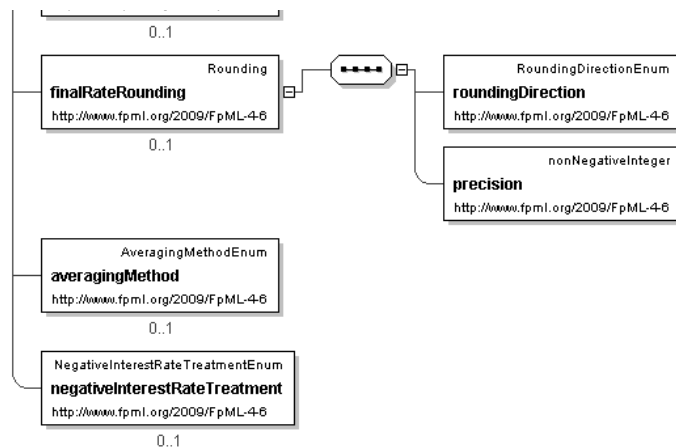 0..1
Rounding
finalRateRounding
http://www.fpml.org/2009/FpML-4-6
0..1
RoundingDirectionEnum
roundingDirection
http://www.fpml.org/2009/FpML-4-6
nonNegativeInteger
precision
http://www.fpml.org/2009/FpML-4-6
AveragingMethodEnum
averagingMethod
http://www.fpml.org/2009/FpML-4-6
0..1
NegativeInterestRateTreatmentEnum
negativeInterestRateTreatment
http://www.fpml.org/2009/FpML-4-6
0..1